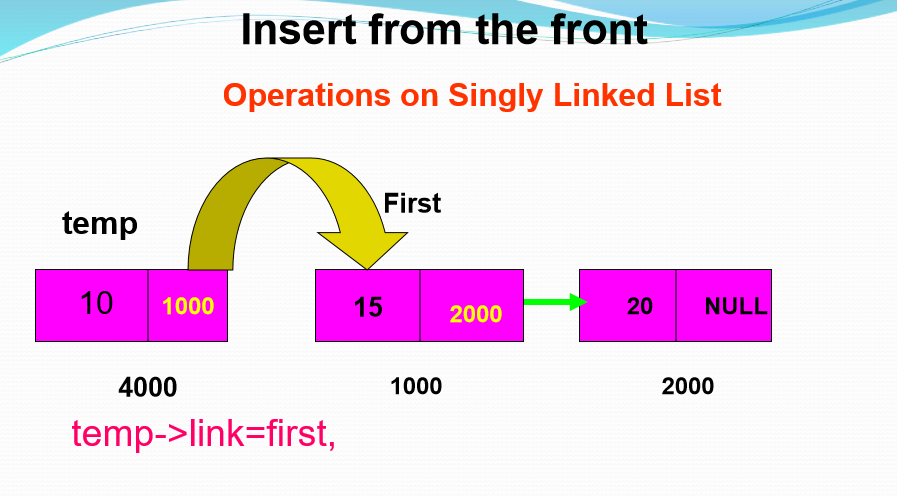 Insert from the front
Operations on Singly Linked List
First
temp
10 1000 15 2000 20 NULL
4000 1000 2000
temp->link=first,